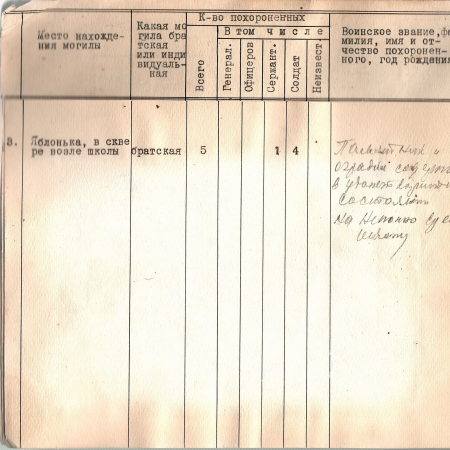 К-во похороненных
Место нахожде-
ния могилы
Какая мо
гила бра
тская
или инди
видуаль-
ная
Всего
В том числе
Генерал.
Офицеров
Сержант.
Солдат
Неизвест.
Воинское звание, фа
милия, имя и от-
чество похоронен-
ного, год рождения
3. Яблонька, в скве
ре возле школы
братская
5
1
4
Памятник и
в
состоянии
на
школу